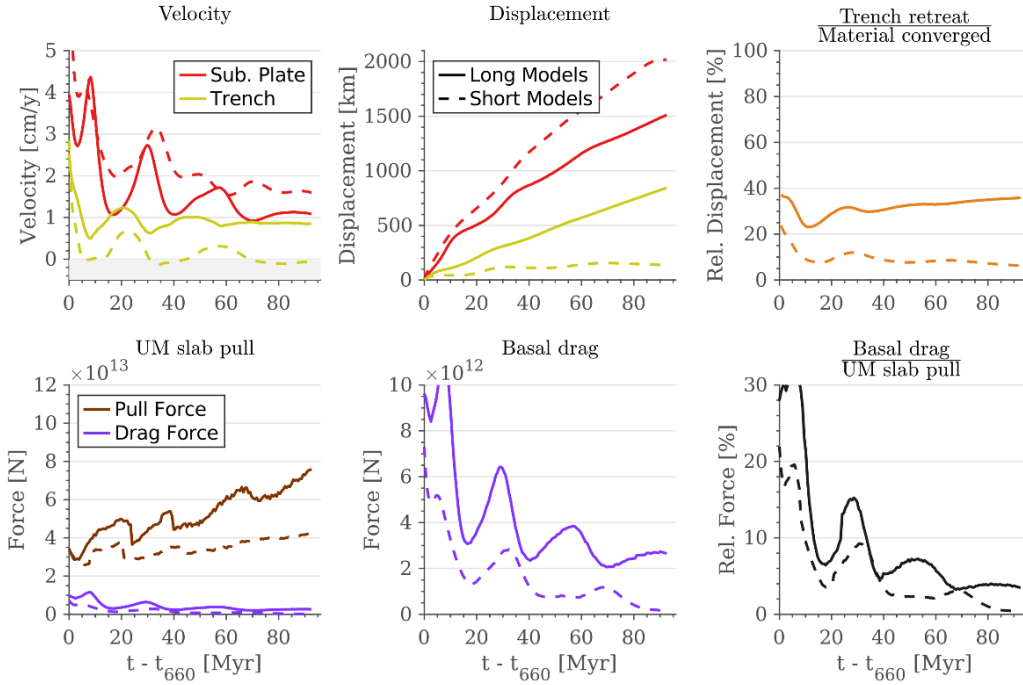 Velocity
Displacement
Trench retreat
Material converged
5
4
3
2
1
0
Velocity [cm/y]
Sub. Plate
Trench
0
20
40
60
80
2000
1500
1000
500
0
Displacement [km]
Long Models
Short Models
0
20
40
60
80
100
80
60
40
20
0
Rel. Displacement [%]
0
20
40
60
80
UM slab pull
Basal drag
Basal drag
UM slab pull
×10¹³
12
10
8
6
4
2
0
Force [N]
Pull Force
Drag Force
0
20
40
60
80
t - t₆₆₀ [Myr]
×10¹²
10
8
6
4
2
0
Force [N]
0
20
40
60
80
t - t₆₆₀ [Myr]
30
20
10
0
Rel. Force [%]
0
20
40
60
80
t - t₆₆₀ [Myr]